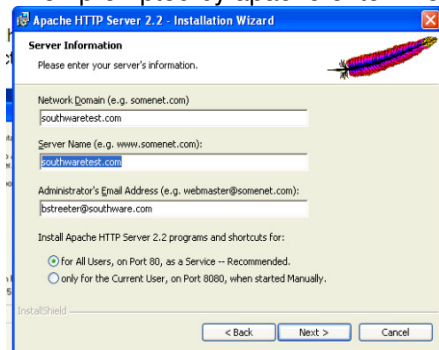 prompted by apache
Apache HTTP Server 2.2 - Installation Wizard
Server Information
Please enter your server's information.
Network Domain (e.g. somenet.com)
southwaretest.com
Server Name (e.g. www.somenet.com):
southwaretest.com
Administrator's Email Address (e.g. webmaster@somenet.com):
bstreeter@southware.com
Install Apache HTTP Server 2.2 programs and shortcuts for:
for All Users, on Port 80, as a Service -- Recommended.
only for the Current User, on Port 8080, when started Manually.
InstallShield
< Back Next > Cancel